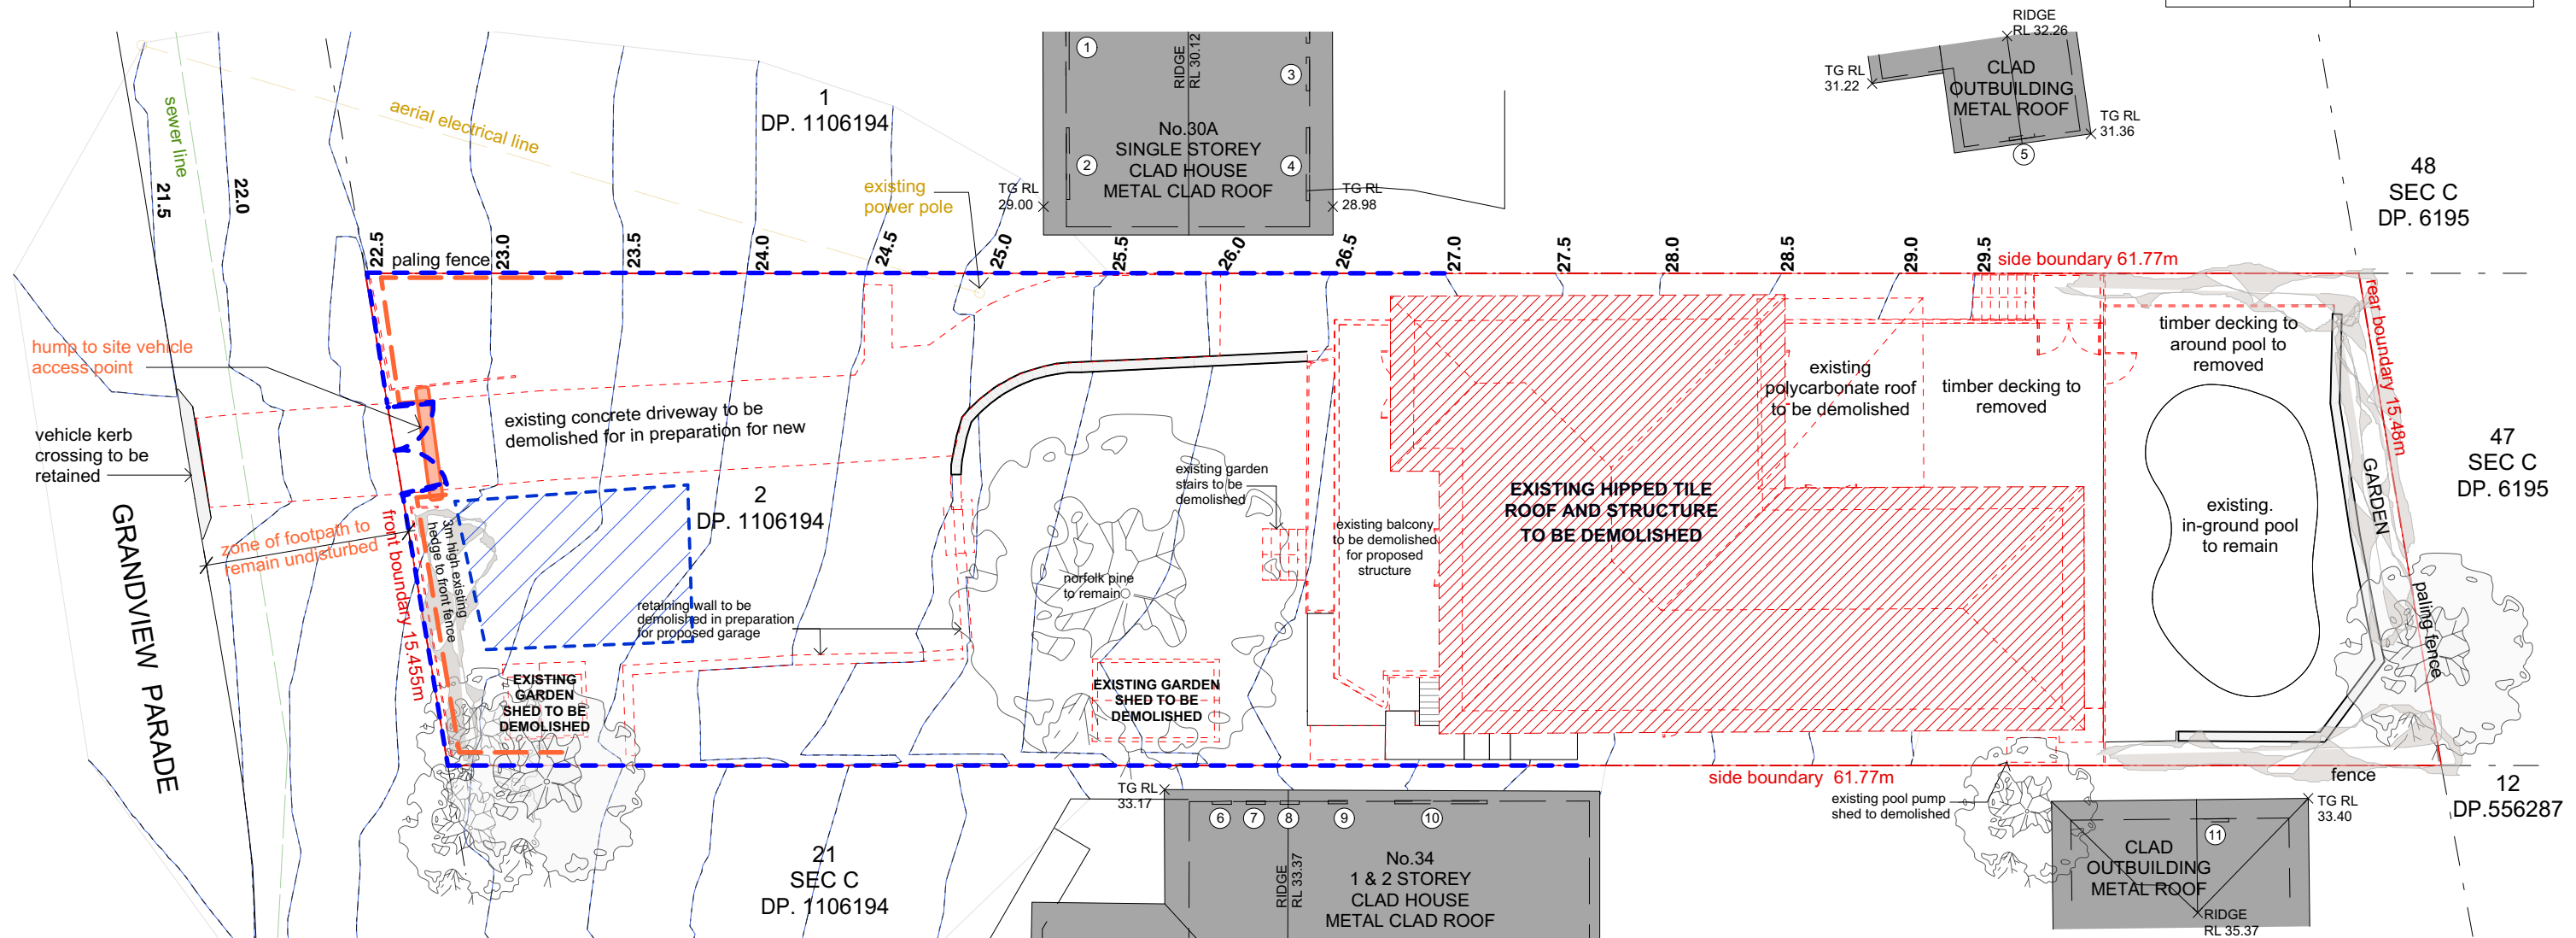 RIDGE
RL 32.26
TG RL
31.22
CLAD
OUTBUILDING
METAL ROOF
TG RL
31.36
5
1
2
3
4
RIDGE
RL 30.12
No.30A
SINGLE STOREY
CLAD HOUSE
METAL CLAD ROOF
TG RL
29.00
TG RL
28.98
1
DP. 1106194
aerial electrical line
sewer line
existing
power pole
21.5
22.0
22.5
23.0
23.5
24.0
24.5
25.0
25.5
26.0
26.5
27.0
27.5
28.0
28.5
29.0
29.5
paling fence
side boundary 61.77m
48
SEC C
DP. 6195
rear boundary 15.48m
timber decking to
around pool to
removed
hump to site vehicle
access point
existing concrete driveway to be
demolished for in preparation for new
existing
polycarbonate roof
to be demolished
timber decking to
removed
vehicle kerb
crossing to be
retained
existing garden
stairs to be
demolished
EXISTING HIPPED TILE
ROOF AND STRUCTURE
TO BE DEMOLISHED
existing balcony
to be demolished
for proposed
structure
existing.
in-ground pool
to remain
GARDEN
47
SEC C
DP. 6195
2
DP. 1106194
GRANDVIEW PARADE
zone of footpath to
remain undisturbed
front boundary 15.455m
3m high existing
hedge to front fence
norfolk pine
to remain
retaining wall to be
demolished in preparation
for proposed garage
paling fence
EXISTING
GARDEN
SHED TO BE
DEMOLISHED
EXISTING GARDEN
SHED TO BE
DEMOLISHED
side boundary 61.77m
fence
12
DP.556287
TG RL
33.17
existing pool pump
shed to demolished
TG RL
33.40
6
7
8
9
10
11
RIDGE
RL 33.37
No.34
1 & 2 STOREY
CLAD HOUSE
METAL CLAD ROOF
21
SEC C
DP. 1106194
CLAD
OUTBUILDING
METAL ROOF
RIDGE
RL 35.37